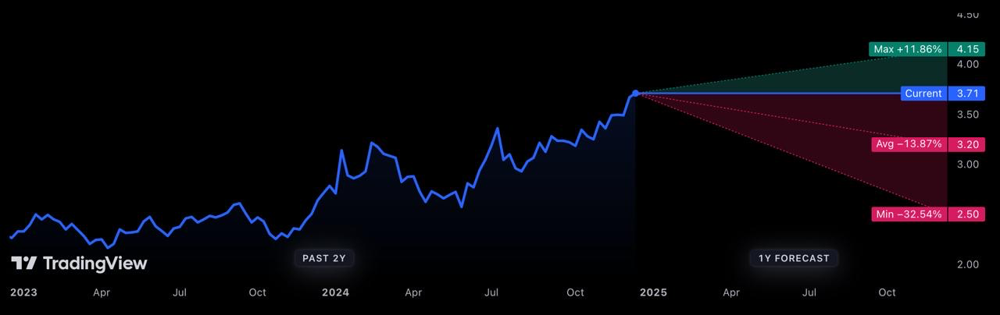 4.50
Max +11.86% 4.15
4.00
Current 3.71
3.50
Avg −13.87% 3.20
3.00
Min −32.54% 2.50
PAST 2Y 1Y FORECAST
TradingView 2.00
2023 Apr Jul Oct 2024 Apr Jul Oct 2025 Apr Jul Oct